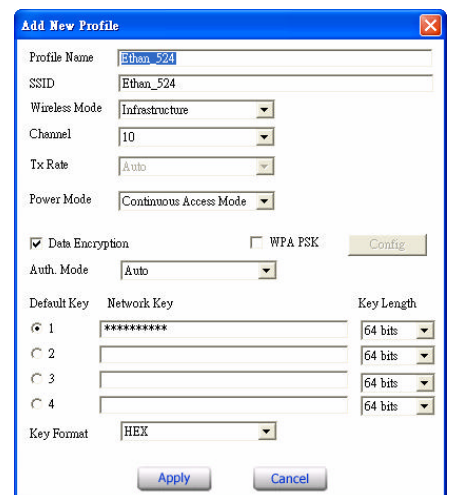 Add New Profile
Profile Name Ethan_524
SSID Ethan_524
Wireless Mode Infrastructure
Channel 10
Tx Rate Auto
Power Mode Continuous Access Mode
Data Encryption WPA PSK Config
Auth. Mode Auto
Default Key Network Key Key Length
1 ********** 64 bits
2 64 bits
3 64 bits
4 64 bits
Key Format HEX
Apply Cancel